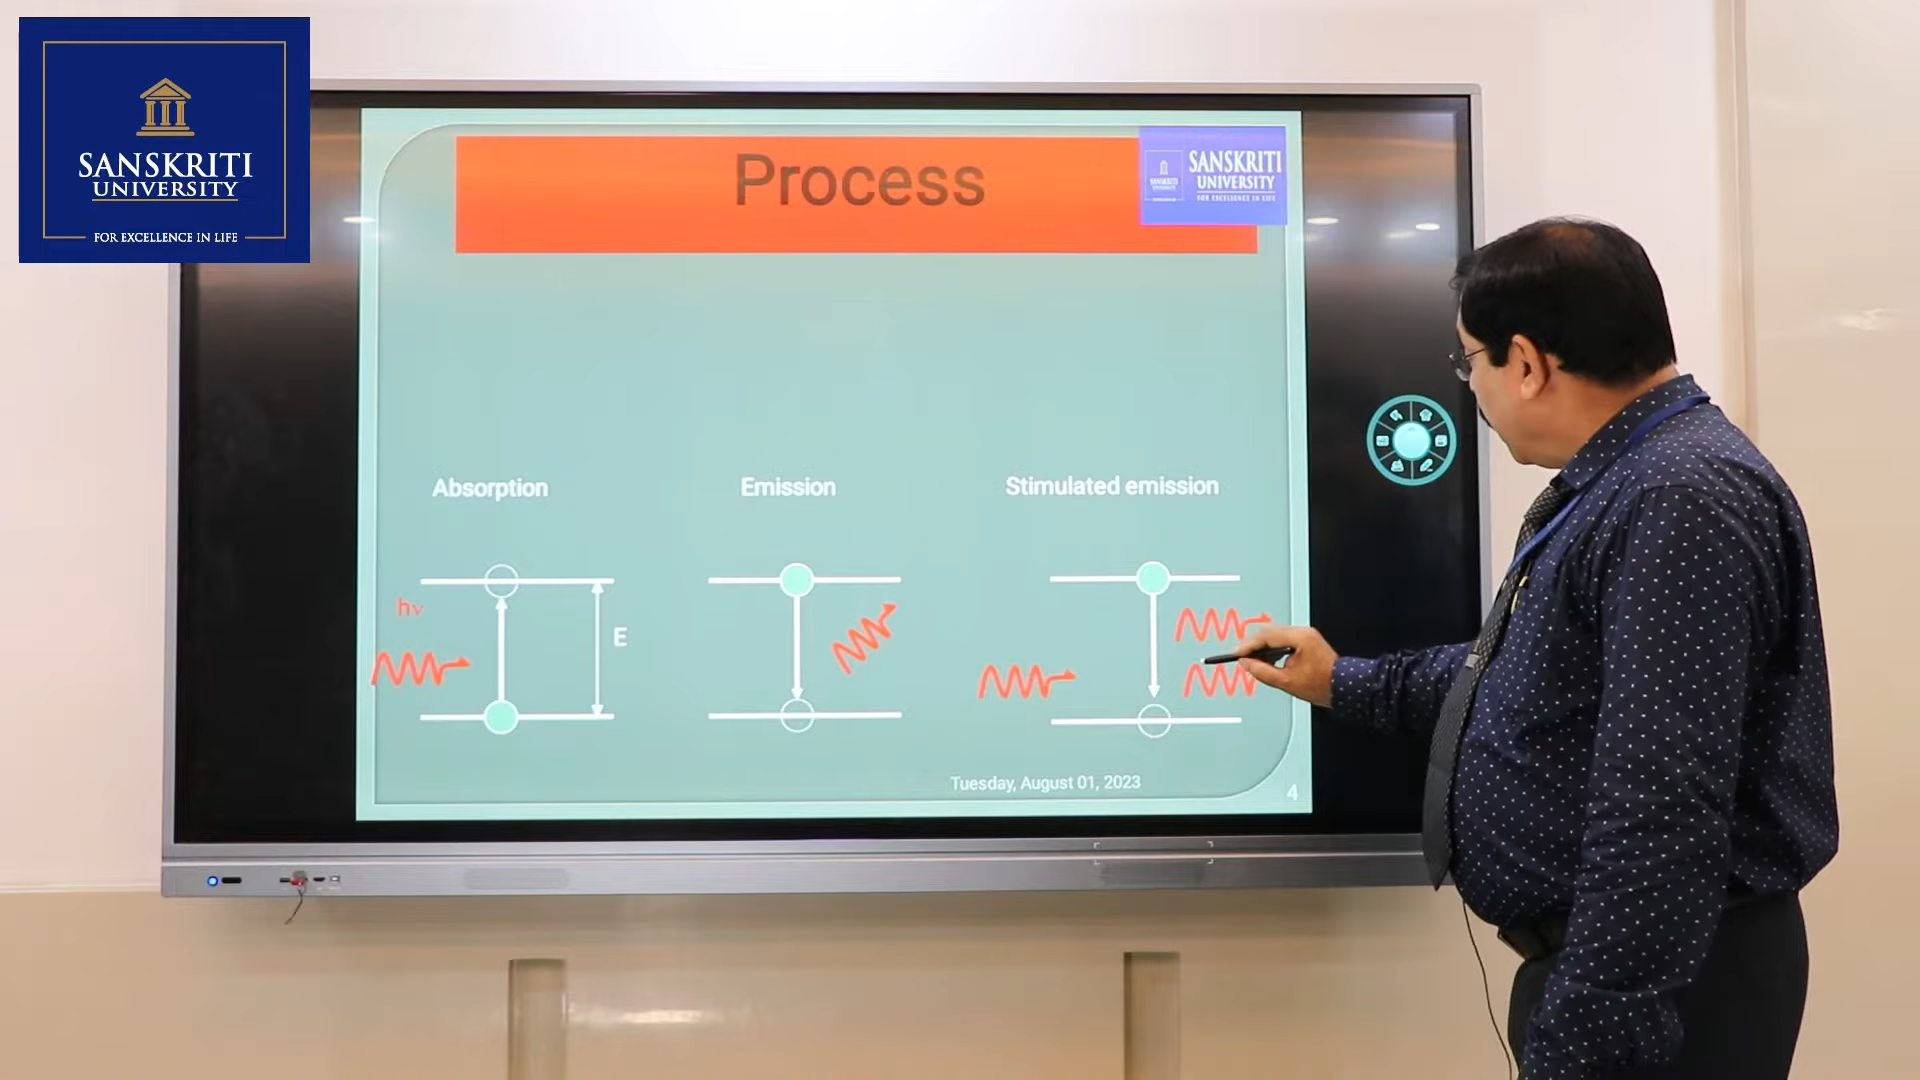 SANSKRITI
UNIVERSITY
FOR EXCELLENCE IN LIFE
Process
SANSKRITI
UNIVERSITY
FOR EXCELLENCE IN LIFE
Absorption
Emission
Stimulated emission
hν
E
Tuesday, August 01, 2023
4